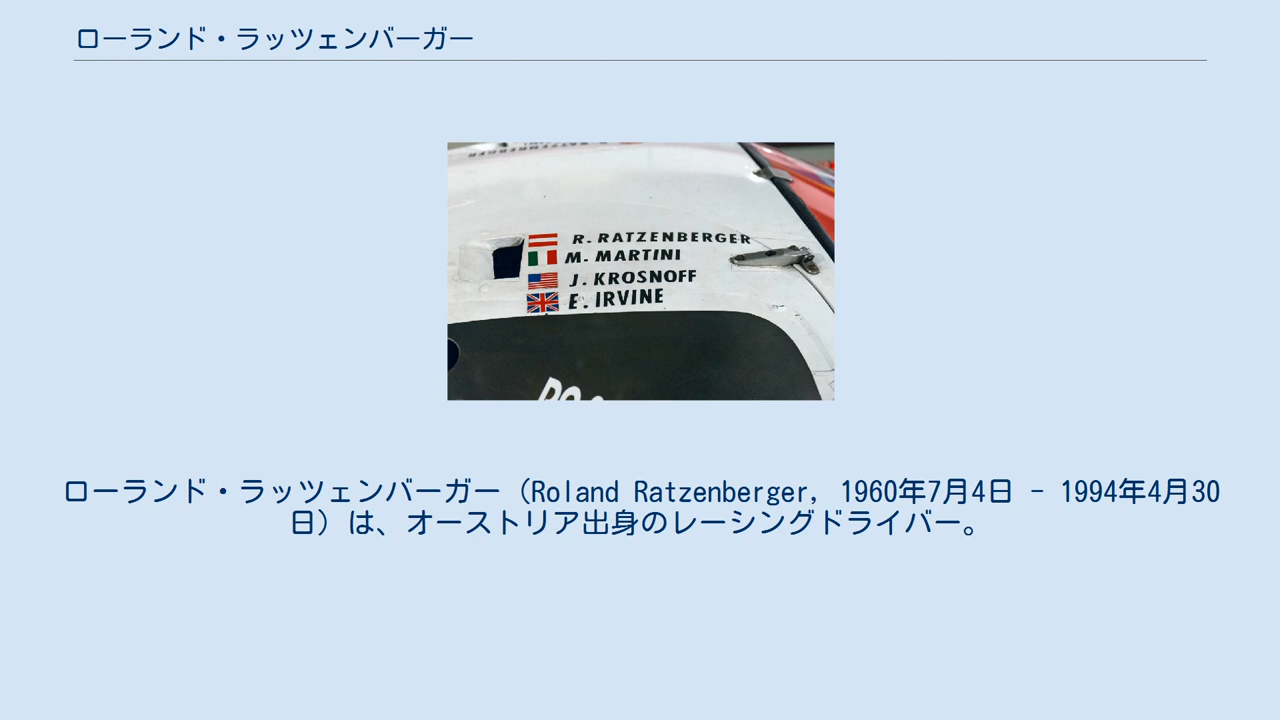 ローランド・ラッツェンバーガー
R. RATZENBERGER
M. MARTINI
J. KROSNOFF
E. IRVINE
ローランド・ラッツェンバーガー（Roland Ratzenberger, 1960年7月4日 - 1994年4月30
日）は、オーストリア出身のレーシングドライバー。